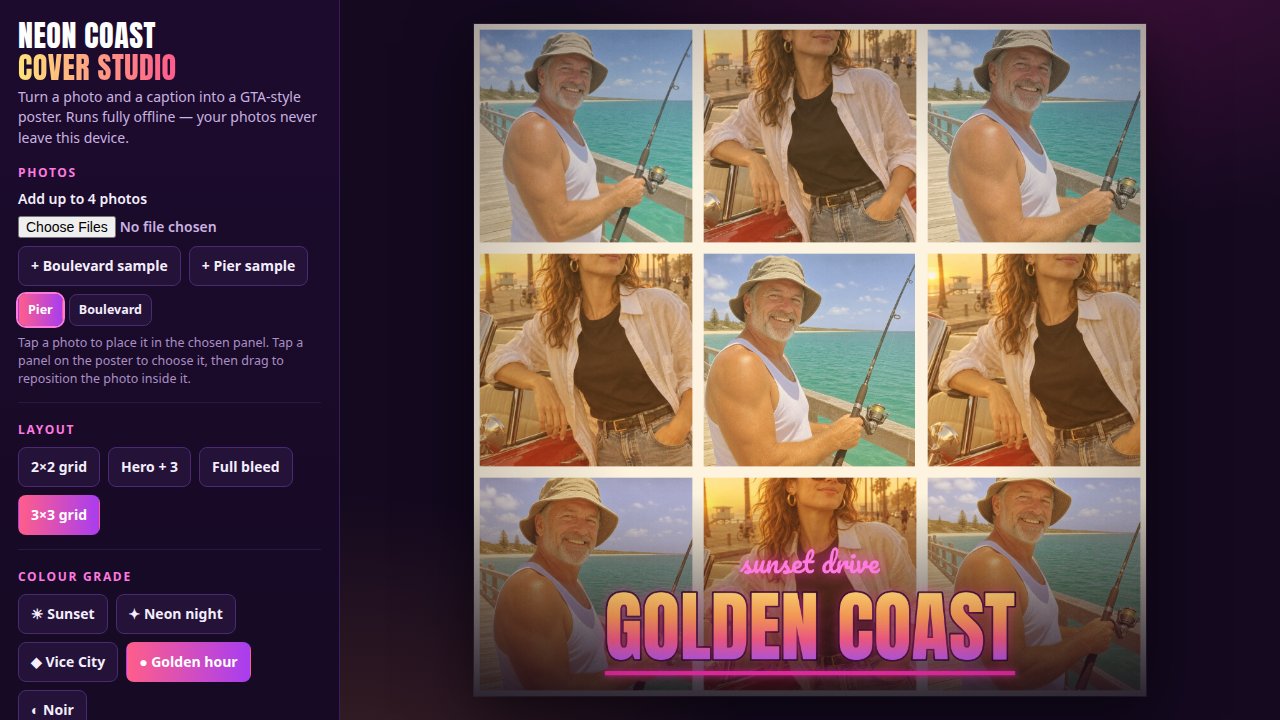 NEON COAST
COVER STUDIO
Turn a photo and a caption into a GTA-style
poster. Runs fully offline — your photos never
leave this device.
PHOTOS
Add up to 4 photos
Choose Files No file chosen
+ Boulevard sample
+ Pier sample
Pier
Boulevard
Tap a photo to place it in the chosen panel. Tap a
panel on the poster to choose it, then drag to
reposition the photo inside it.
LAYOUT
2×2 grid
Hero + 3
Full bleed
3×3 grid
COLOUR GRADE
☀ Sunset
✦ Neon night
◆ Vice City
● Golden hour
◖ Noir
sunset drive
GOLDEN COAST